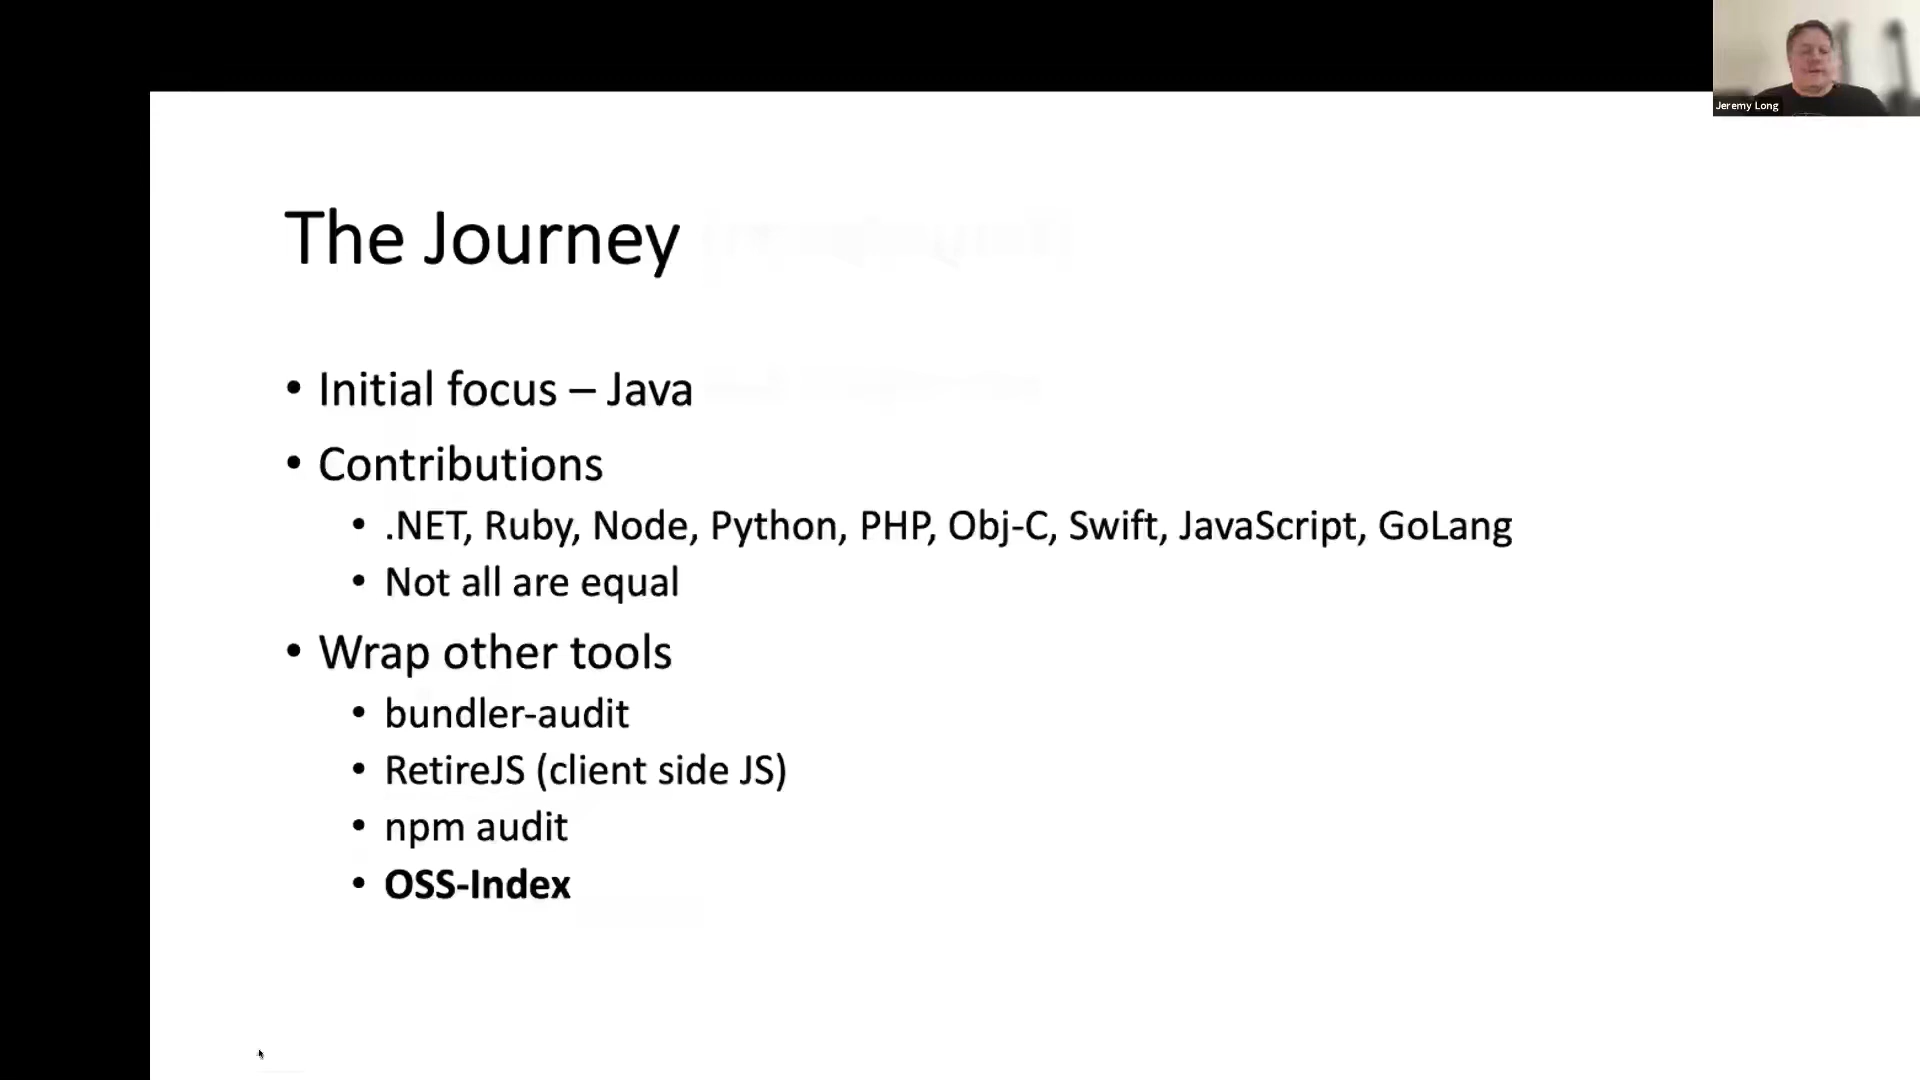 Jeremy Long
The Journey
• Initial focus – Java
• Contributions
• .NET, Ruby, Node, Python, PHP, Obj-C, Swift, JavaScript, GoLang
• Not all are equal
• Wrap other tools
• bundler-audit
• RetireJS (client side JS)
• npm audit
• OSS-Index